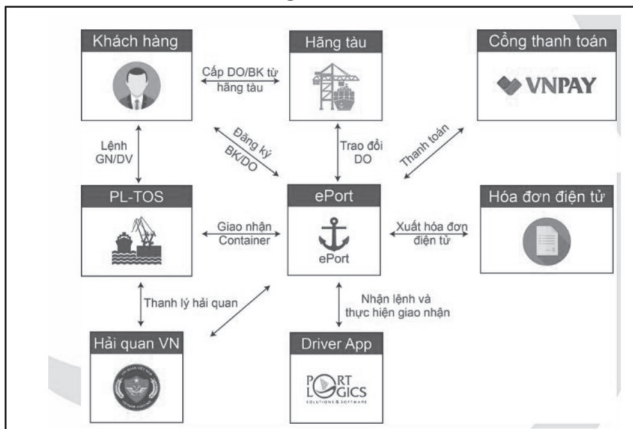 Khách hàng
Hãng tàu
Cổng thanh toán
Cấp DO/BK từ
hãng tàu
VNPAY
Lệnh
GN/DV
Đăng ký
BK/DO
Trao đổi
DO
Thanh toán
PL-TOS
ePort
Hóa đơn điện tử
Giao nhận
Container
ePort
Xuất hóa đơn
điện tử
Thanh lý hải quan
Nhận lệnh và
thực hiện giao nhận
Hải quan VN
Driver App
PORT
LOGICS
SOLUTIONS & SOFTWARE